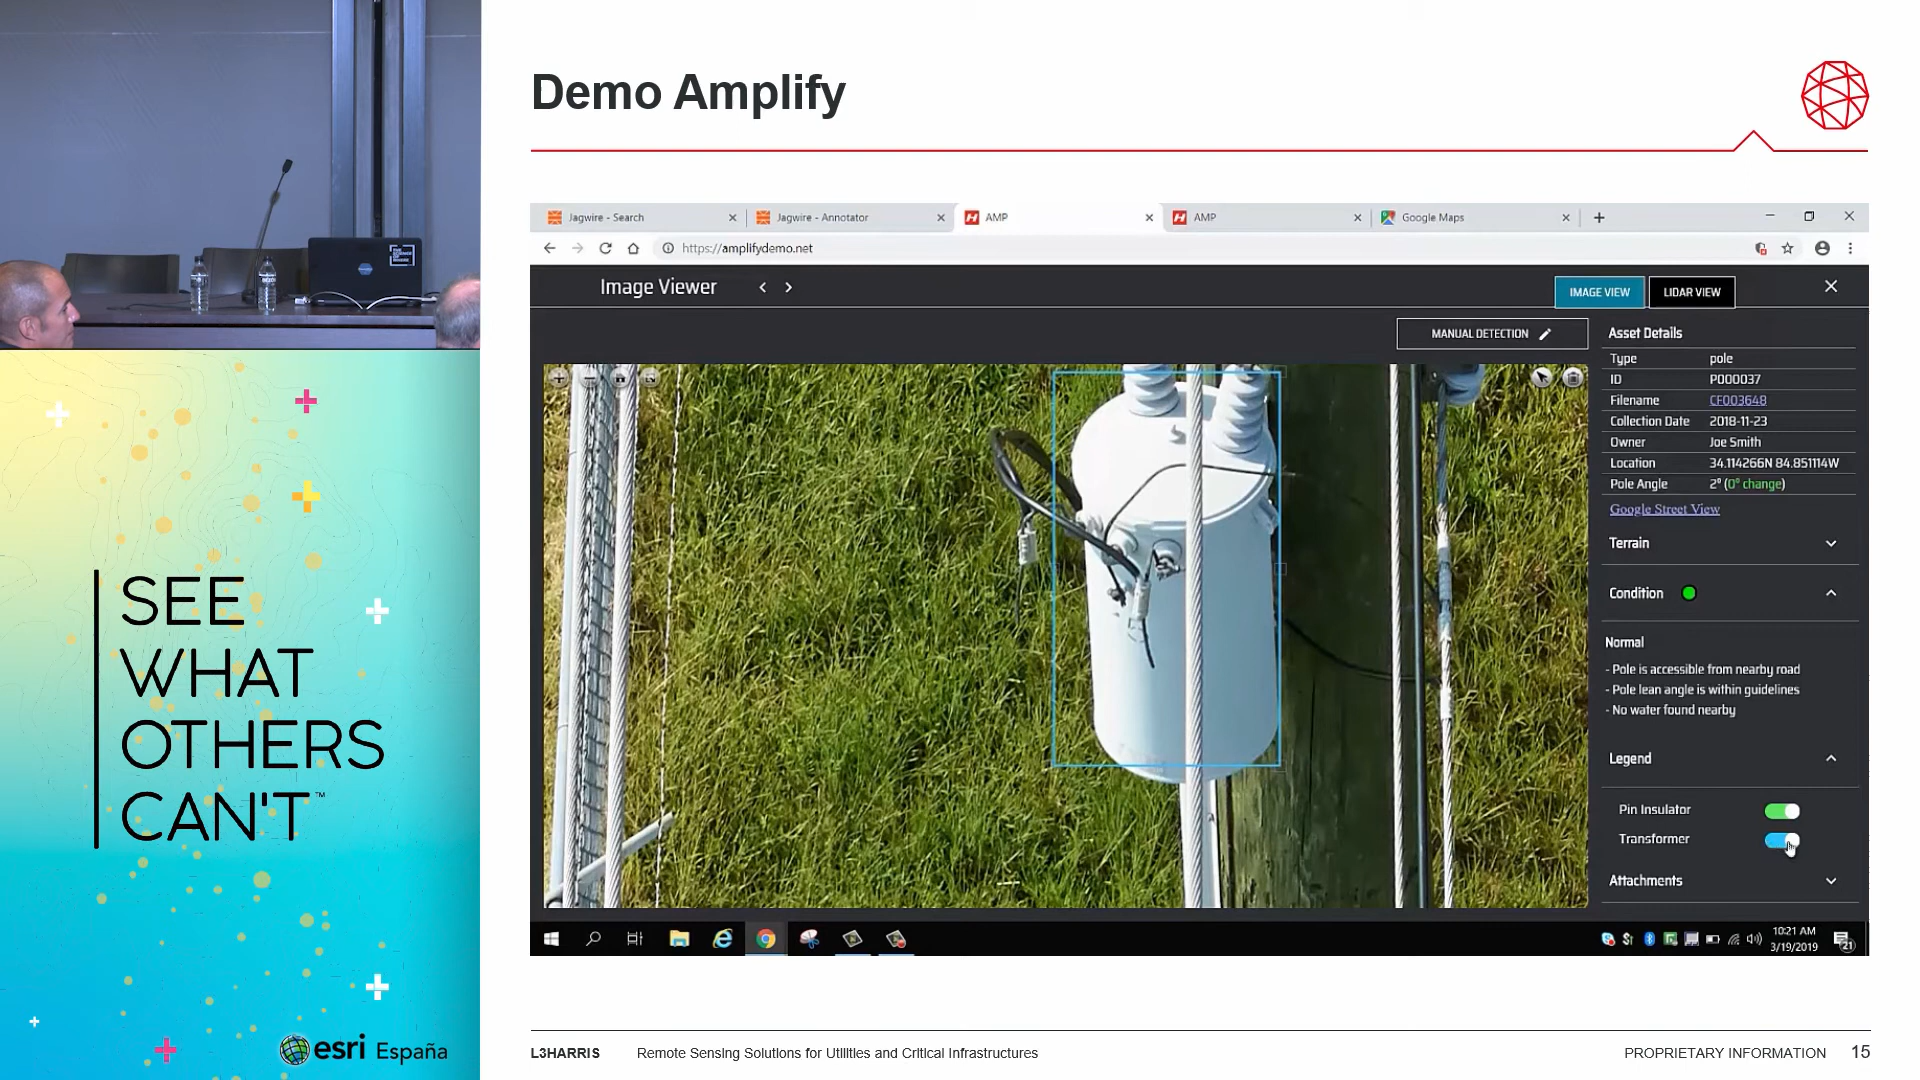 Demo Amplify
Jagwire - Search
Jagwire - Annotator
AMP
AMP
Google Maps
https://amplifydemo.net
Image Viewer
IMAGE VIEW
LIDAR VIEW
MANUAL DETECTION
Asset Details
Type pole
ID P000037
Filename CF003648
Collection Date 2018-11-23
Owner Joe Smith
Location 34.114266N 84.851114W
Pole Angle 2° (0° change)
Google Street View
Terrain
Condition
Normal
- Pole is accessible from nearby road
- Pole lean angle is within guidelines
- No water found nearby
Legend
Pin Insulator
Transformer
Attachments
10:21 AM
3/19/2019
21
SEE
WHAT
OTHERS
CAN'T™
esri España
L3HARRIS Remote Sensing Solutions for Utilities and Critical Infrastructures
PROPRIETARY INFORMATION 15